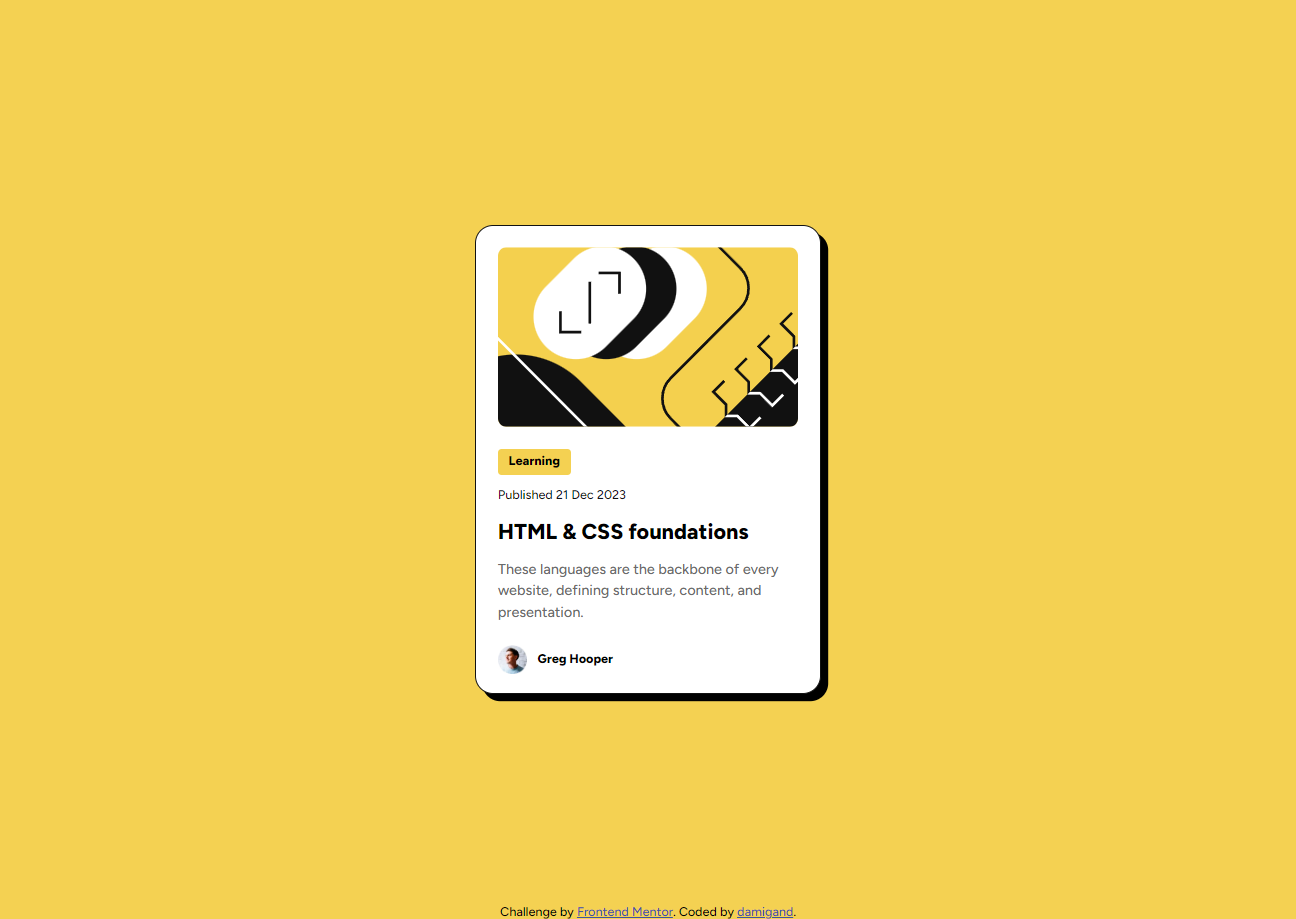 Learning
Published 21 Dec 2023
HTML & CSS foundations
These languages are the backbone of every
website, defining structure, content, and
presentation.
Greg Hooper
Challenge by Frontend Mentor. Coded by damigand.